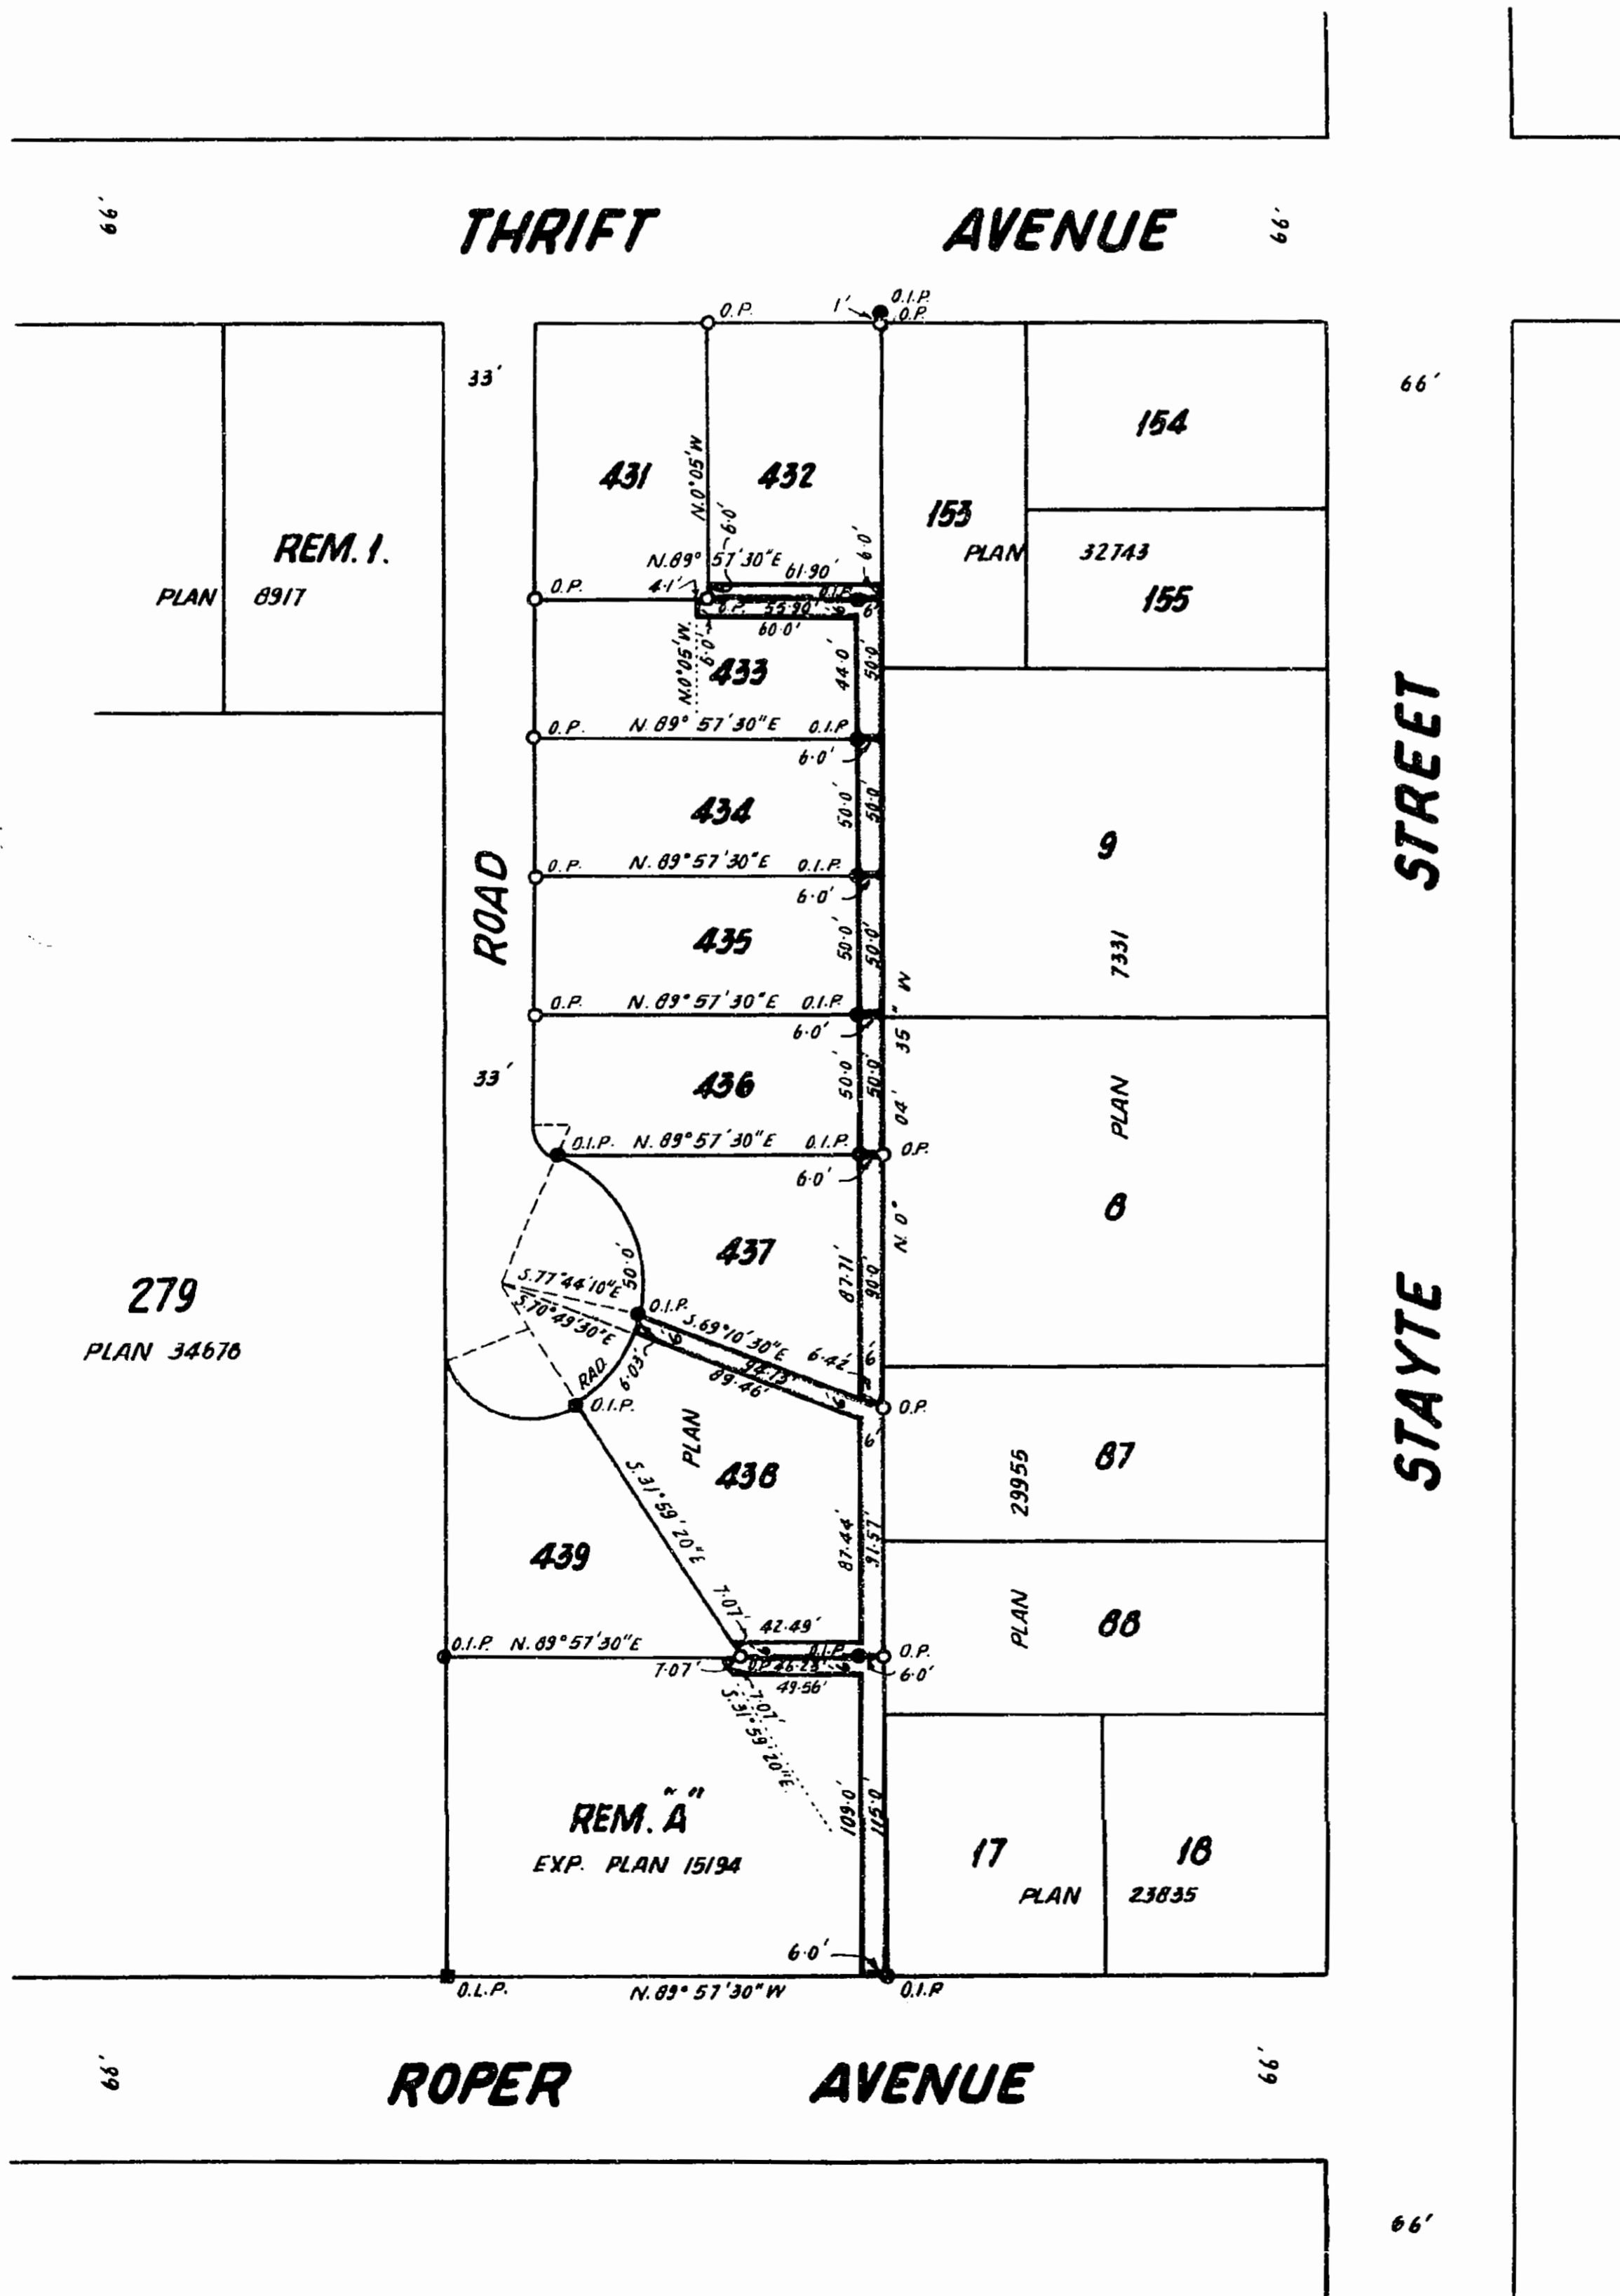 66'
THRIFT AVENUE
66'
O.P.
1'
O.I.P.
O.P.
33'
66'
154
431
432
N.0°05'W
153
REM. 1.
PLAN 8917
PLAN 32743
155
6.0'
6.0'
N.89°57'30"E
61.90'
O.P.
4.1'
O.I.P.
O.P.
55.90'
6'
60.0'
N.0°05'W.
6.0'
433
44.0'
50.0'
O.P.
N. 89° 57'30"E
O.I.P.
6.0'
434
50.0'
50.0'
O.P.
N. 89°57'30"E
O.I.P.
6.0'
ROAD
435
50.0'
50.0'
9
7331
STREET
O.P.
N. 89°57'30"E
O.I.P.
6.0'
N. 0° 04' 35" W
33'
436
50.0'
50.0'
PLAN
O.I.P.
N. 89°57'30"E
O.I.P.
O.P.
6.0'
8
437
50.0'
87.71'
90.0'
279
PLAN 34678
S.77°44'10"E
S.70°49'30"E
O.I.P.
S.69°10'30"E
94.13'
89.46'
6.42'
6'
6.03'
RAD.
O.I.P.
O.P.
6'
PLAN
438
87
29955
STAYTE
S.31°59'20"E
87.44'
91.57'
439
PLAN
88
7.07'
42.49'
O.I.P.
N.89°57'30"E
O.I.P.
O.P.
O.P.
46.23'
7.07'
6.0'
49.56'
7.07'
S.31°59'20"E.
109.0'
115.0'
REM. "A"
EXP. PLAN 15194
17
18
PLAN 23835
6.0'
O.L.P.
N.89°57'30"W
O.I.P.
66'
ROPER AVENUE
66'
66'